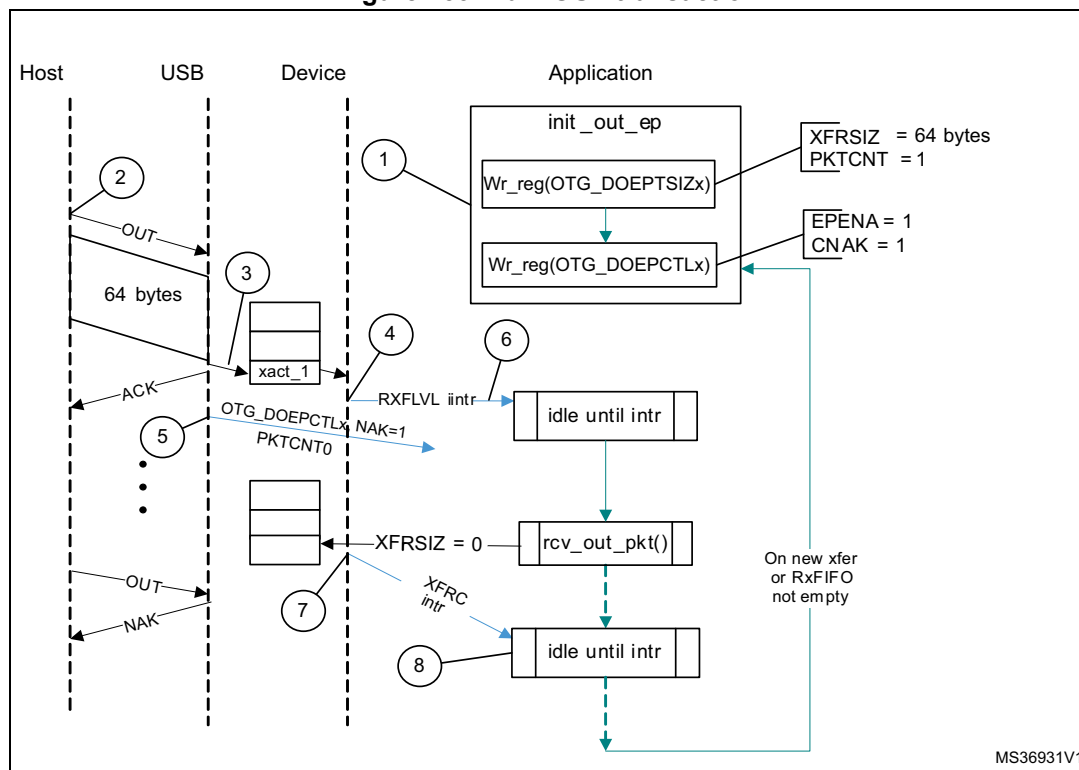 Host USB Device Application
init _out_ep
XFRSIZ = 64 bytes
PKTCNT = 1
1
Wr_reg(OTG_DOEPTSIZx)
2
OUT
EPENA = 1
CNAK = 1
Wr_reg(OTG_DOEPCTLx)
3
64 bytes
4
6
xact_1
ACK
RXFLVL iintr
idle until intr
OTG_DOEPCTLx, NAK=1
PKTCNT0
5
XFRSIZ = 0
rcv_out_pkt()
On new xfer
or RxFIFO
not empty
OUT
XFRC
intr
7
NAK
idle until intr
8
MS36931V1